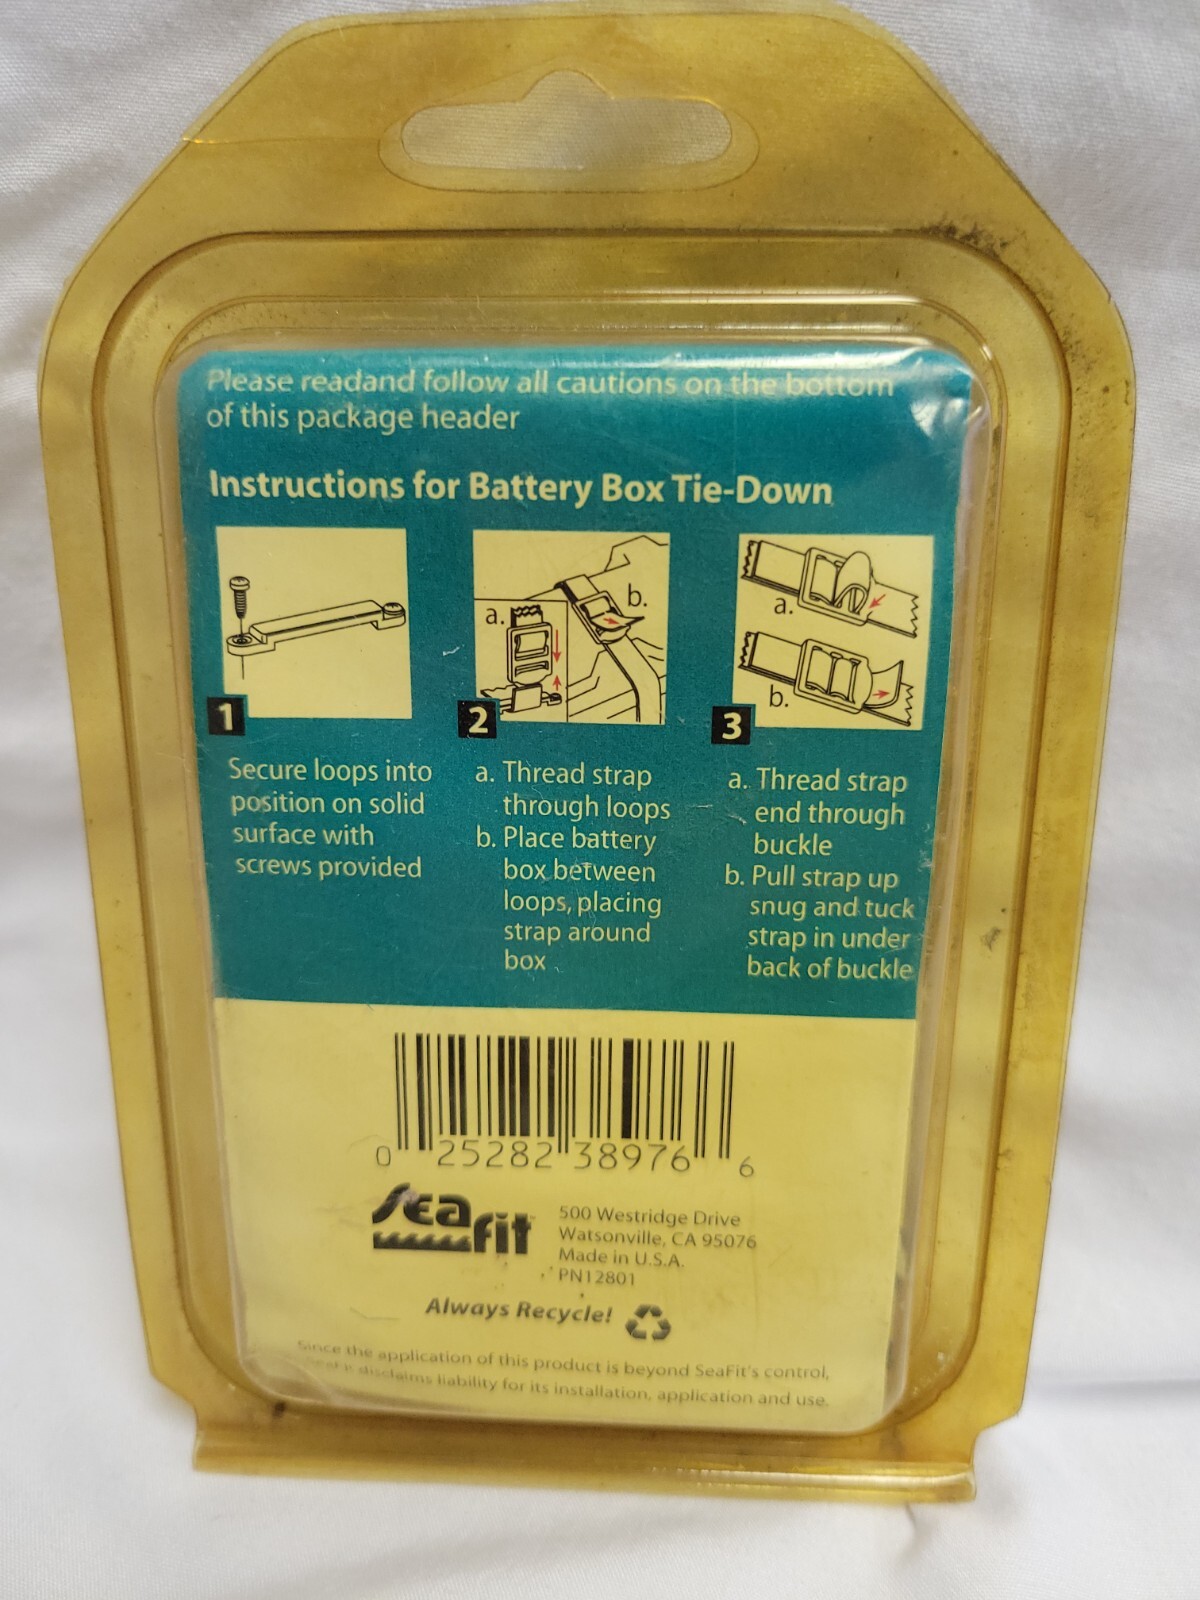 Please readand follow all cautions on the bottom
of this package header
Instructions for Battery Box Tie-Down
a.
b.
a.
b.
1
2
3
Secure loops into
position on solid
surface with
screws provided
a. Thread strap
through loops
b. Place battery
box between
loops, placing
strap around
box
a. Thread strap
end through
buckle
b. Pull strap up
snug and tuck
strap in under
back of buckle
0 25282 38976 6
Sea fit™
500 Westridge Drive
Watsonville, CA 95076
Made in U.S.A.
PN12801
Always Recycle!
Since the application of this product is beyond SeaFit's control,
disclaims liability for its installation, application and use.